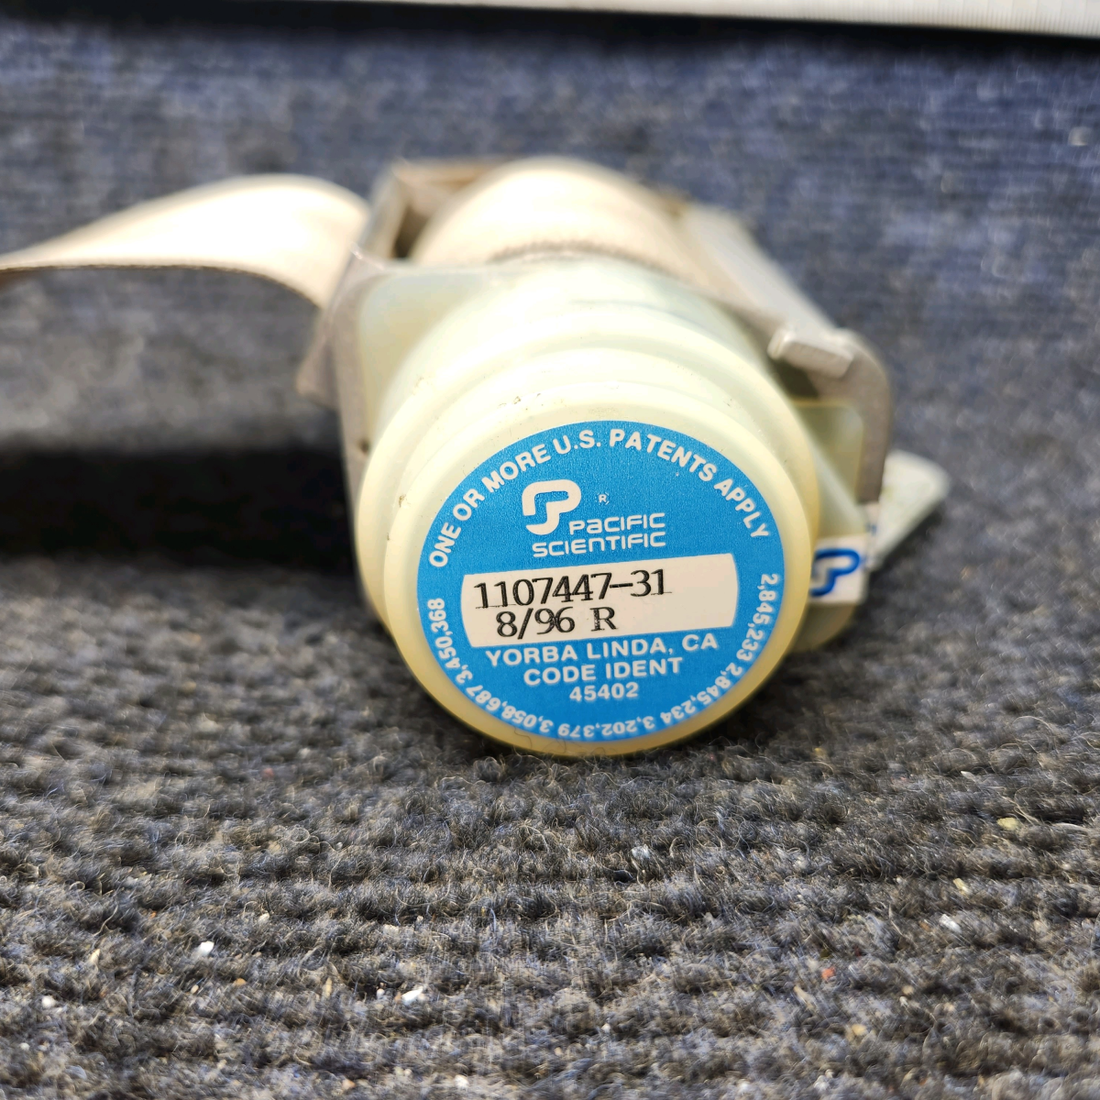 ONE OR MORE U.S. PATENTS APPLY
R
PACIFIC
SCIENTIFIC
1107447-31
8/96 R
YORBA LINDA, CA
CODE IDENT
45402
2,845,233 2,845,234 3,202,379 3,058,687 3,450,368